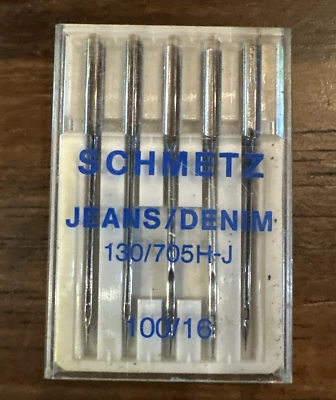 SCHMETZ
JEANS/DENIM
130/705H-J
100/16